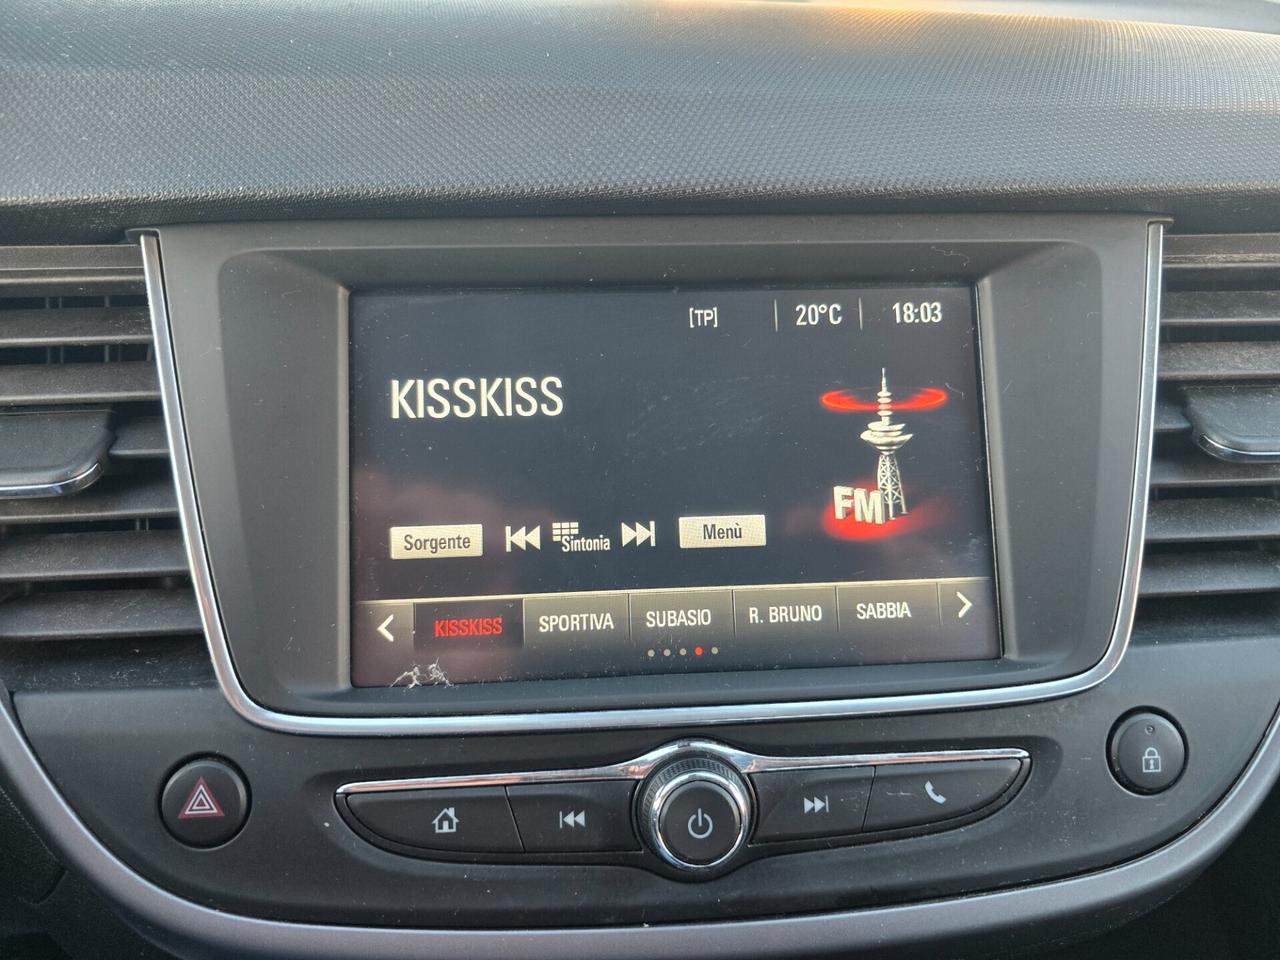 [TP] 20°C 18:03
KISSKISS
FM
Sorgente Sintonia Menù
KISSKISS SPORTIVA SUBASIO R. BRUNO SABBIA